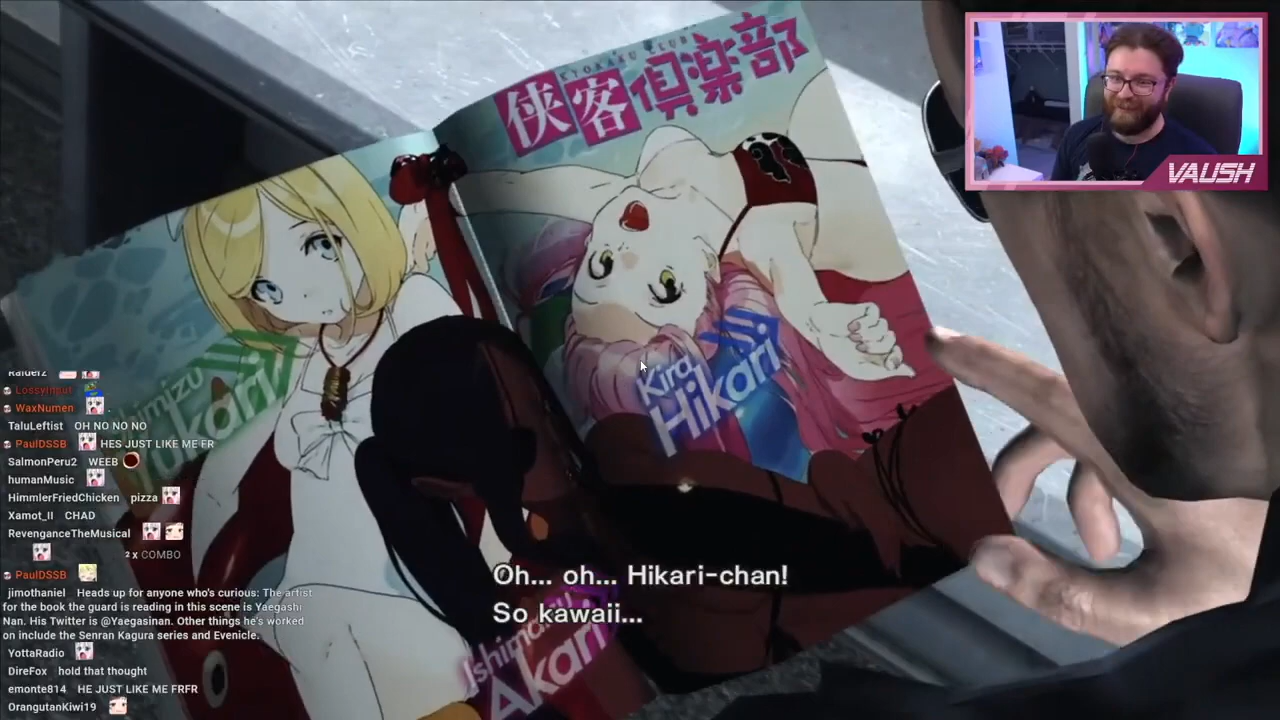 KYOKAKU CLUB
侠客倶楽部
VAUSH
Kira
Hikari
Ishimaru
Akari
Oh... oh... Hikari-chan!
So kawaii...
LossyInput
WaxNumen .
TaluLeftist OH NO NO NO
PaulDSSB HES JUST LIKE ME FR
SalmonPeru2 WEEB
humanMusic
HimmlerFriedChicken pizza
Xamot_II CHAD
RevenganceTheMusical
2 x COMBO
PaulDSSB
jimothaniel Heads up for anyone who's curious: The artist
for the book the guard is reading in this scene is Yaegashi
Nan. His Twitter is @Yaegasinan. Other things he's worked
on include the Senran Kagura series and Evenicle.
YottaRadio
DireFox hold that thought
emonte814 HE JUST LIKE ME FRFR
OrangutanKiwi19